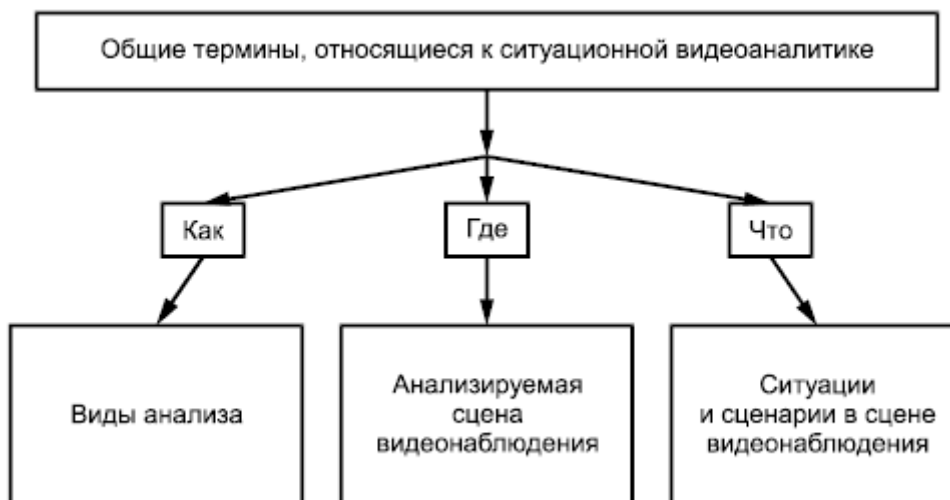 Общие термины, относящиеся к ситуационной видеоаналитике
Как
Где
Что
Виды анализа
Анализируемая
сцена
видеонаблюдения
Ситуации
и сценарии в сцене
видеонаблюдения